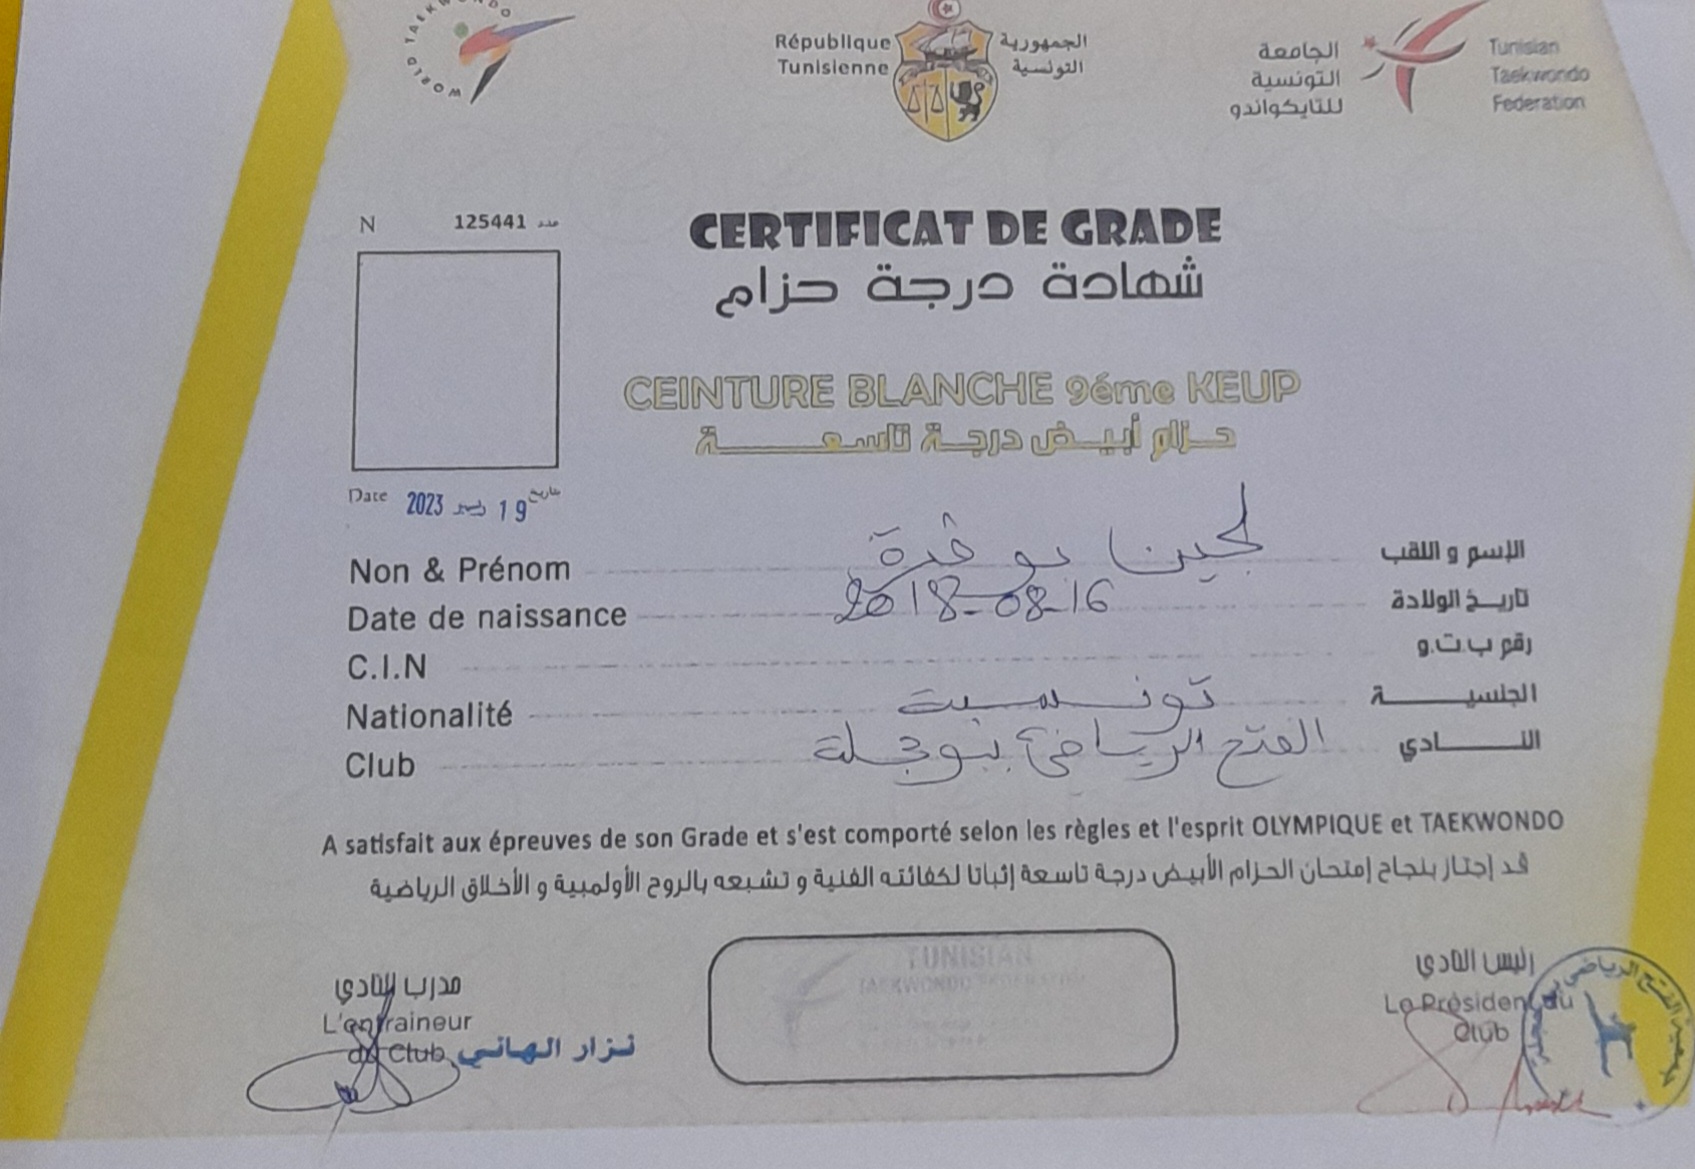 WORLD TAEKWONDO
République
Tunisienne
الجمهورية
التونسية
الجامعة
التونسية
للتايكواندو
Tunisian
Taekwondo
Federation
N 125441 عدد
CERTIFICAT DE GRADE
شهادة درجة حزام
CEINTURE BLANCHE 9éme KEUP
حزام أبيض درجة تاسعة
Date 2023 19 تاريخ
Non & Prénom لجين بو الإسم و اللقب
Date de naissance 2018-08-16 تاريخ الولادة
C.I.N رقم ب.ت.و
Nationalité تونسية الجنسية
Club الفتح الرياضي ببوجلة النادي
A satisfait aux épreuves de son Grade et s'est comporté selon les règles et l'esprit OLYMPIQUE et TAEKWONDO
قد إجتاز بنجاح إمتحان الحزام الأبيض درجة تاسعة إثباتا لكفائته الفنية و تشبعه بالروح الأولمبية و الأخلاق الرياضية
مدرب النادي
L'entraineur
du Club نزار الهاني
TUNISIAN
TAEKWONDO FEDERATION
رئيس النادي
Le Président du
Club
الفتح الرياضي